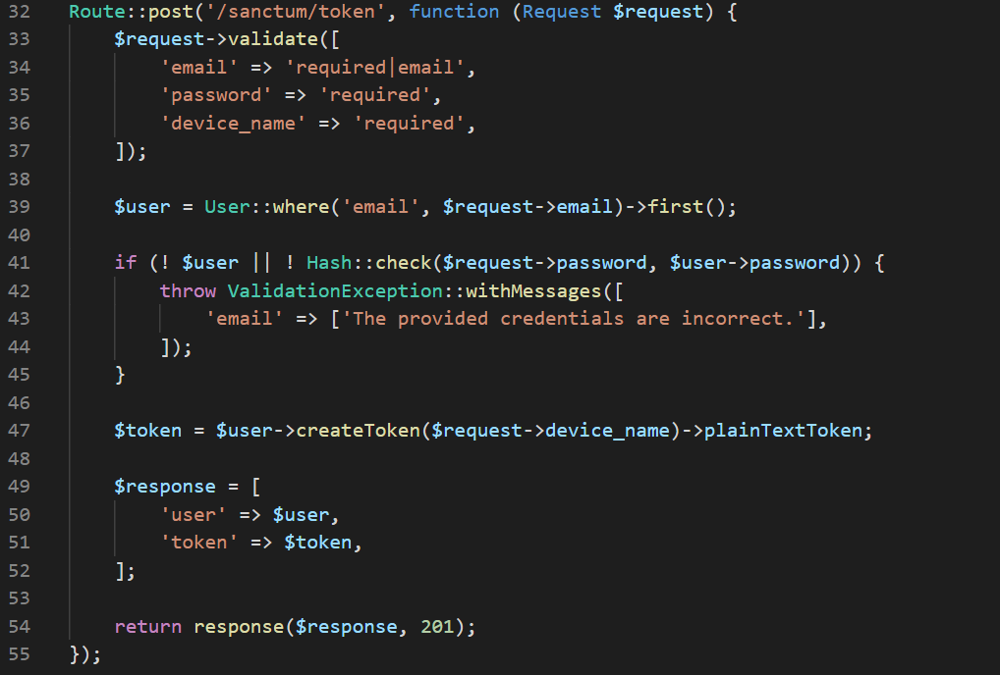 32 Route::post('/sanctum/token', function (Request $request) {
33     $request->validate([
34         'email' => 'required|email',
35         'password' => 'required',
36         'device_name' => 'required',
37     ]);
38
39     $user = User::where('email', $request->email)->first();
40
41     if (! $user || ! Hash::check($request->password, $user->password)) {
42         throw ValidationException::withMessages([
43             'email' => ['The provided credentials are incorrect.'],
44         ]);
45     }
46
47     $token = $user->createToken($request->device_name)->plainTextToken;
48
49     $response = [
50         'user' => $user,
51         'token' => $token,
52     ];
53
54     return response($response, 201);
55 });